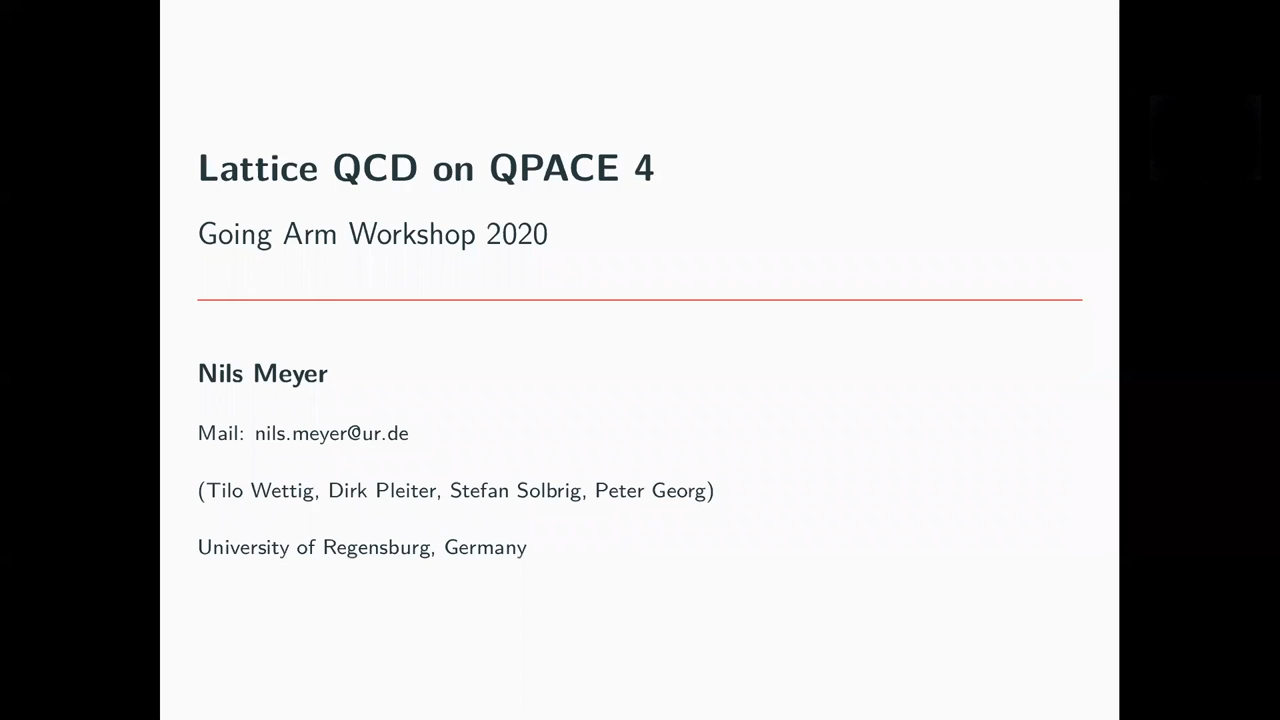 Lattice QCD on QPACE 4
Going Arm Workshop 2020
Nils Meyer
Mail: nils.meyer@ur.de
(Tilo Wettig, Dirk Pleiter, Stefan Solbrig, Peter Georg)
University of Regensburg, Germany